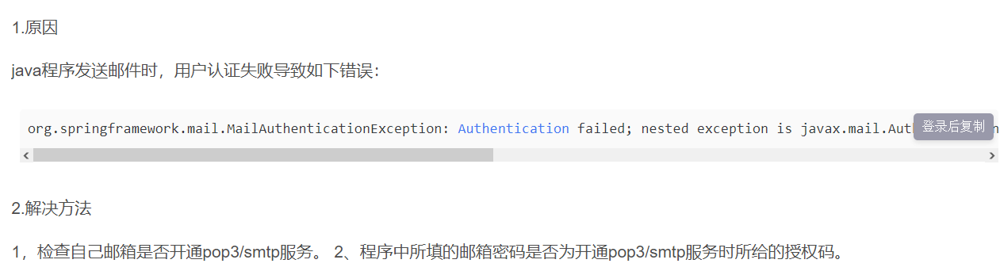 1.原因
java程序发送邮件时，用户认证失败导致如下错误：
org.springframework.mail.MailAuthenticationException: Authentication failed; nested exception is javax.mail.Aut
登录后复制
2.解决方法
1，检查自己邮箱是否开通pop3/smtp服务。 2、程序中所填的邮箱密码是否为开通pop3/smtp服务时所给的授权码。